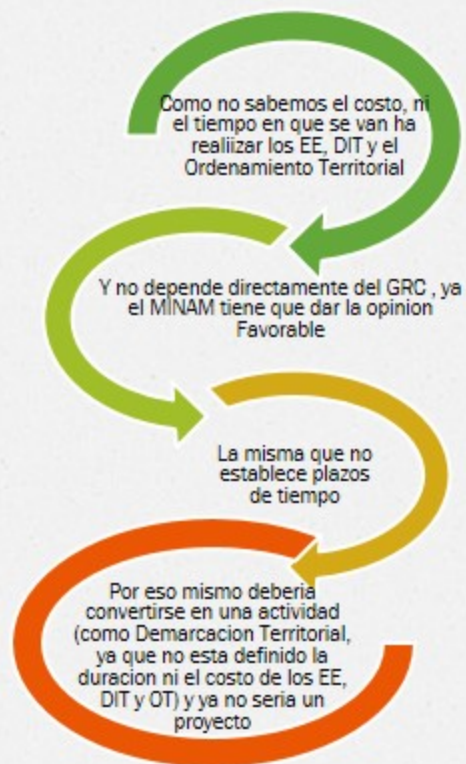 Como no sabemos el costo, ni
el tiempo en que se van ha
realiizar los EE, DIT y el
Ordenamiento Territorial
Y no depende directamente del GRC , ya
el MINAM tiene que dar la opinion
Favorable
La misma que no
establece plazos
de tiempo
Por eso mismo deberia
convertirse en una actividad
(como Demarcacion Territorial,
ya que no esta definido la
duracion ni el costo de los EE,
DIT y OT) y ya no seria un
proyecto